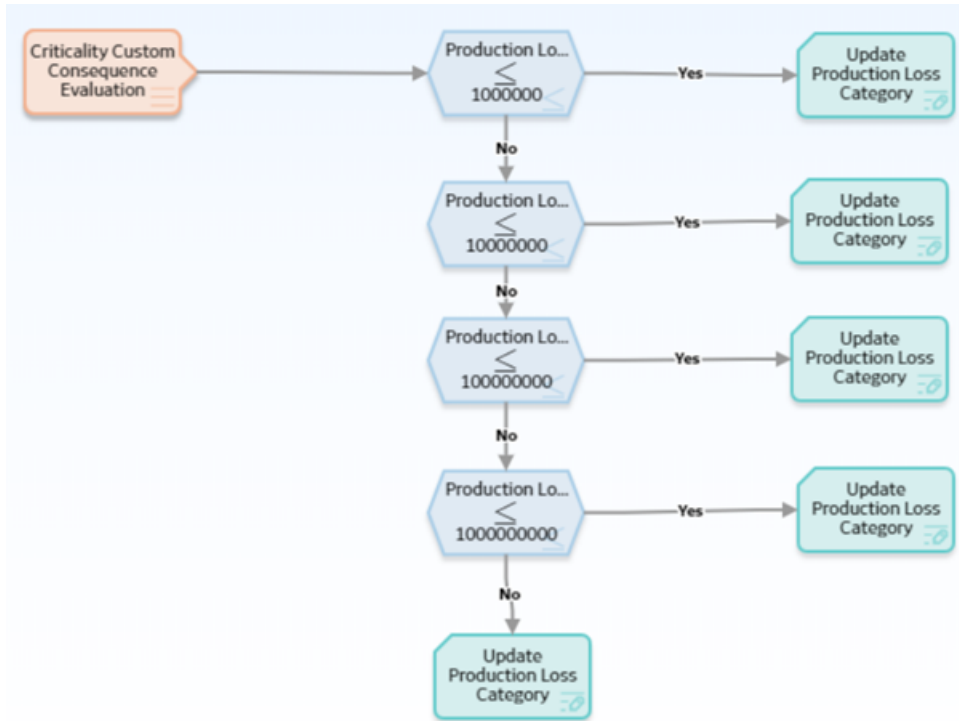 Criticality Custom
Consequence
Evaluation
Production Lo...
≤
1000000
Yes
Update
Production Loss
Category
No
Production Lo...
≤
10000000
Yes
Update
Production Loss
Category
No
Production Lo...
≤
100000000
Yes
Update
Production Loss
Category
No
Production Lo...
≤
1000000000
Yes
Update
Production Loss
Category
No
Update
Production Loss
Category